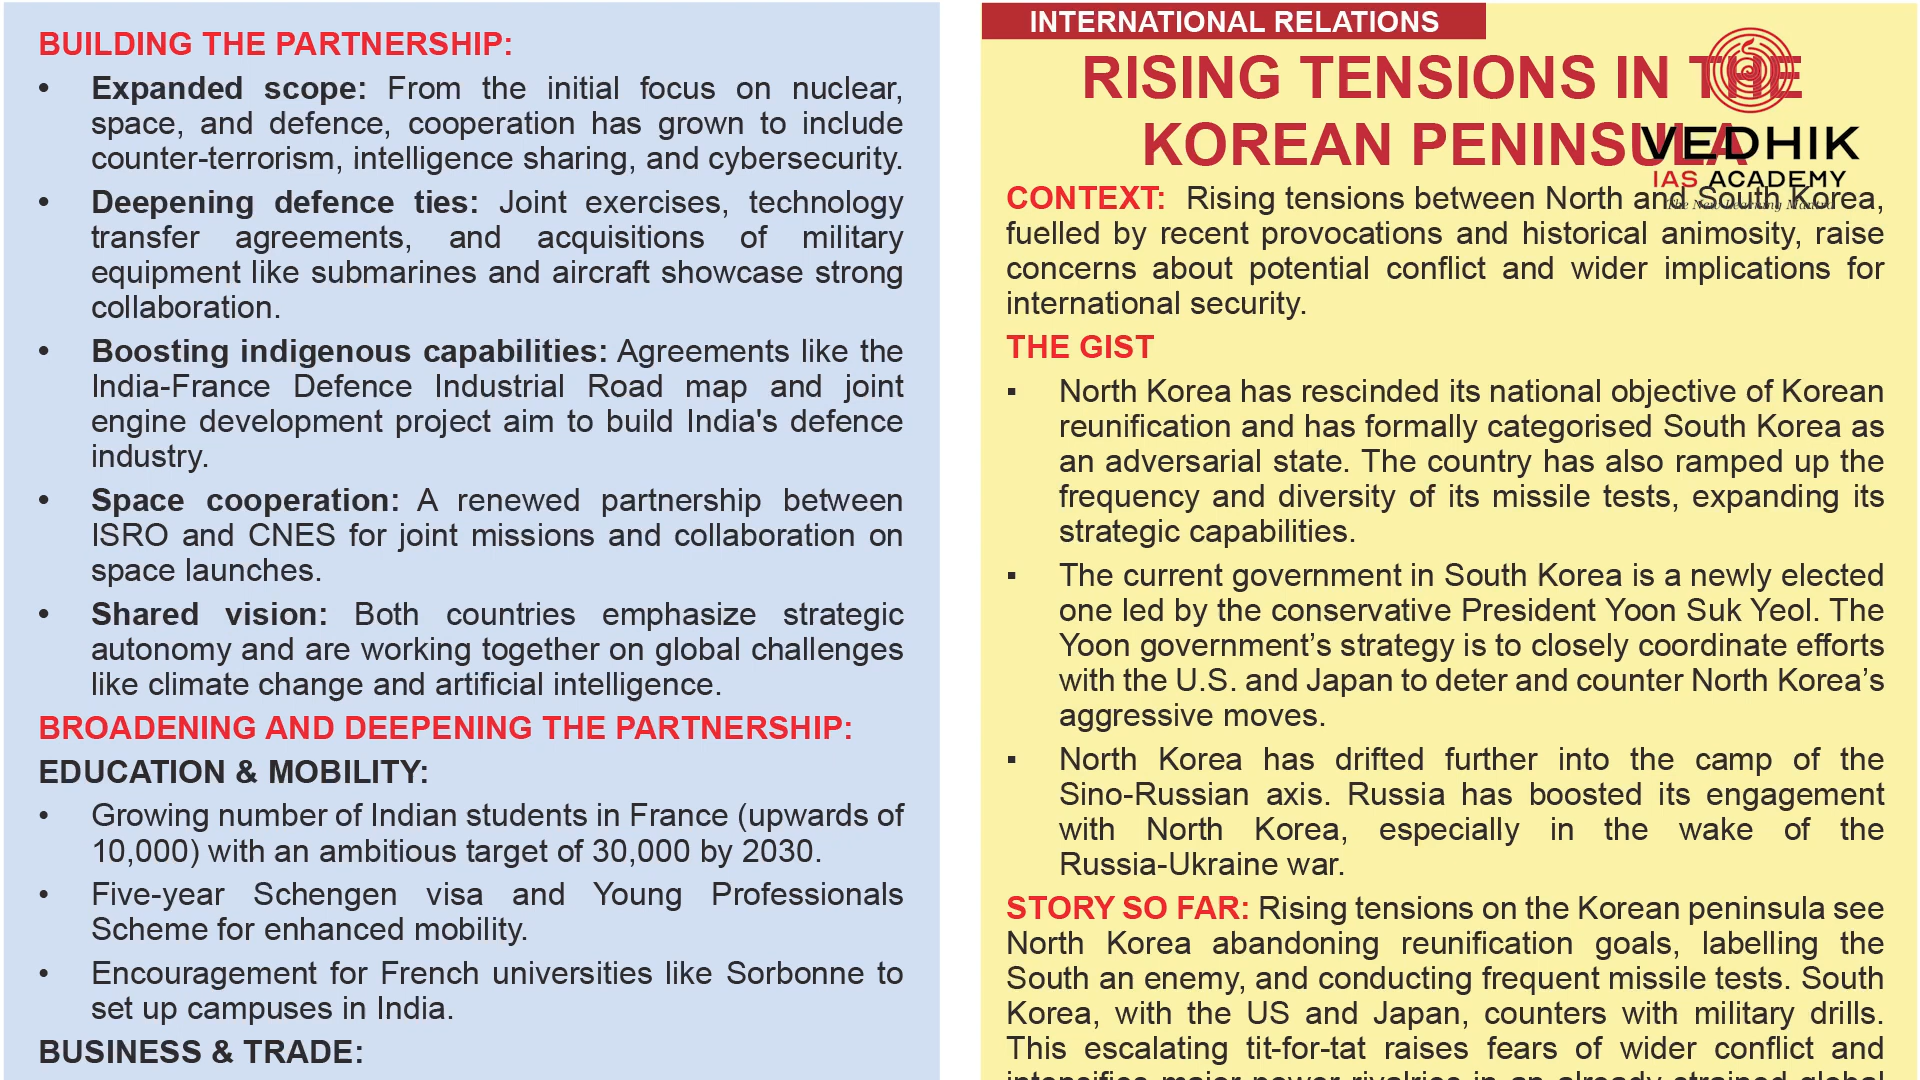 BUILDING THE PARTNERSHIP:
• Expanded scope: From the initial focus on nuclear,
space, and defence, cooperation has grown to include
counter-terrorism, intelligence sharing, and cybersecurity.
• Deepening defence ties: Joint exercises, technology
transfer agreements, and acquisitions of military
equipment like submarines and aircraft showcase strong
collaboration.
• Boosting indigenous capabilities: Agreements like the
India-France Defence Industrial Road map and joint
engine development project aim to build India's defence
industry.
• Space cooperation: A renewed partnership between
ISRO and CNES for joint missions and collaboration on
space launches.
• Shared vision: Both countries emphasize strategic
autonomy and are working together on global challenges
like climate change and artificial intelligence.
BROADENING AND DEEPENING THE PARTNERSHIP:
EDUCATION & MOBILITY:
• Growing number of Indian students in France (upwards of
10,000) with an ambitious target of 30,000 by 2030.
• Five-year Schengen visa and Young Professionals
Scheme for enhanced mobility.
• Encouragement for French universities like Sorbonne to
set up campuses in India.
BUSINESS & TRADE:
INTERNATIONAL RELATIONS
RISING TENSIONS IN THE
KOREAN PENINSULA
VEDHIK
IAS ACADEMY
The New Learning Mantra
CONTEXT: Rising tensions between North and South Korea,
fuelled by recent provocations and historical animosity, raise
concerns about potential conflict and wider implications for
international security.
THE GIST
▪ North Korea has rescinded its national objective of Korean
reunification and has formally categorised South Korea as
an adversarial state. The country has also ramped up the
frequency and diversity of its missile tests, expanding its
strategic capabilities.
▪ The current government in South Korea is a newly elected
one led by the conservative President Yoon Suk Yeol. The
Yoon government’s strategy is to closely coordinate efforts
with the U.S. and Japan to deter and counter North Korea’s
aggressive moves.
▪ North Korea has drifted further into the camp of the
Sino-Russian axis. Russia has boosted its engagement
with North Korea, especially in the wake of the
Russia-Ukraine war.
STORY SO FAR: Rising tensions on the Korean peninsula see
North Korea abandoning reunification goals, labelling the
South an enemy, and conducting frequent missile tests. South
Korea, with the US and Japan, counters with military drills.
This escalating tit-for-tat raises fears of wider conflict and
intensifies major power rivalries in an already strained global